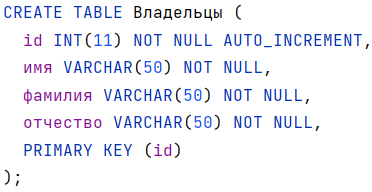 CREATE TABLE Владельцы (
id INT(11) NOT NULL AUTO_INCREMENT,
имя VARCHAR(50) NOT NULL,
фамилия VARCHAR(50) NOT NULL,
отчество VARCHAR(50) NOT NULL,
PRIMARY KEY (id)
);